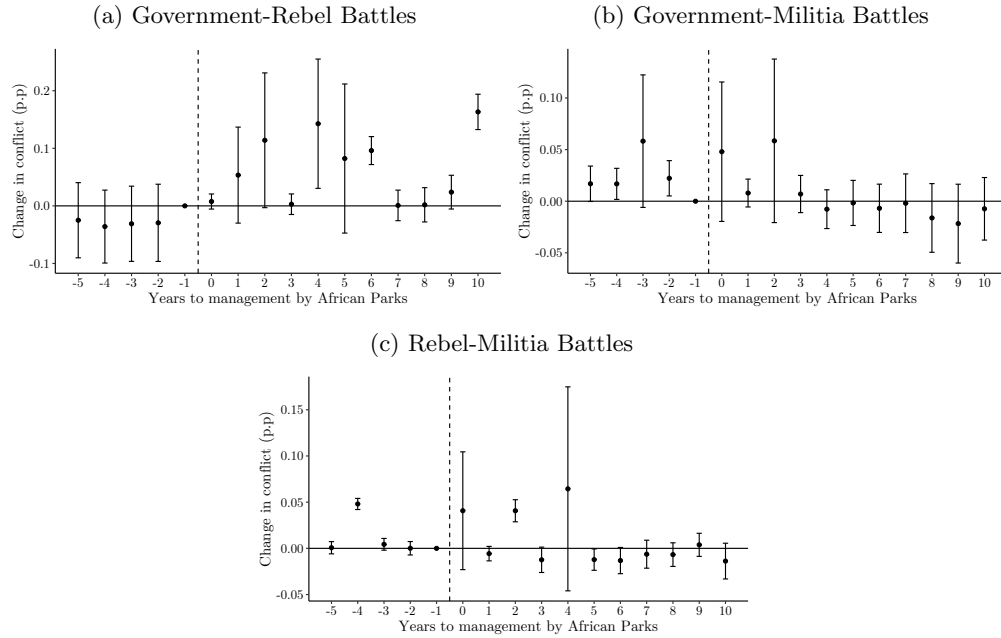 (a) Government-Rebel Battles
Change in conflict (p.p)
0.2
0.1
0.0
-0.1
-5 -4 -3 -2 -1 0 1 2 3 4 5 6 7 8 9 10
Years to management by African Parks
(b) Government-Militia Battles
Change in conflict (p.p)
0.10
0.05
0.00
-0.05
-5 -4 -3 -2 -1 0 1 2 3 4 5 6 7 8 9 10
Years to management by African Parks
(c) Rebel-Militia Battles
Change in conflict (p.p)
0.15
0.10
0.05
0.00
-0.05
-5 -4 -3 -2 -1 0 1 2 3 4 5 6 7 8 9 10
Years to management by African Parks